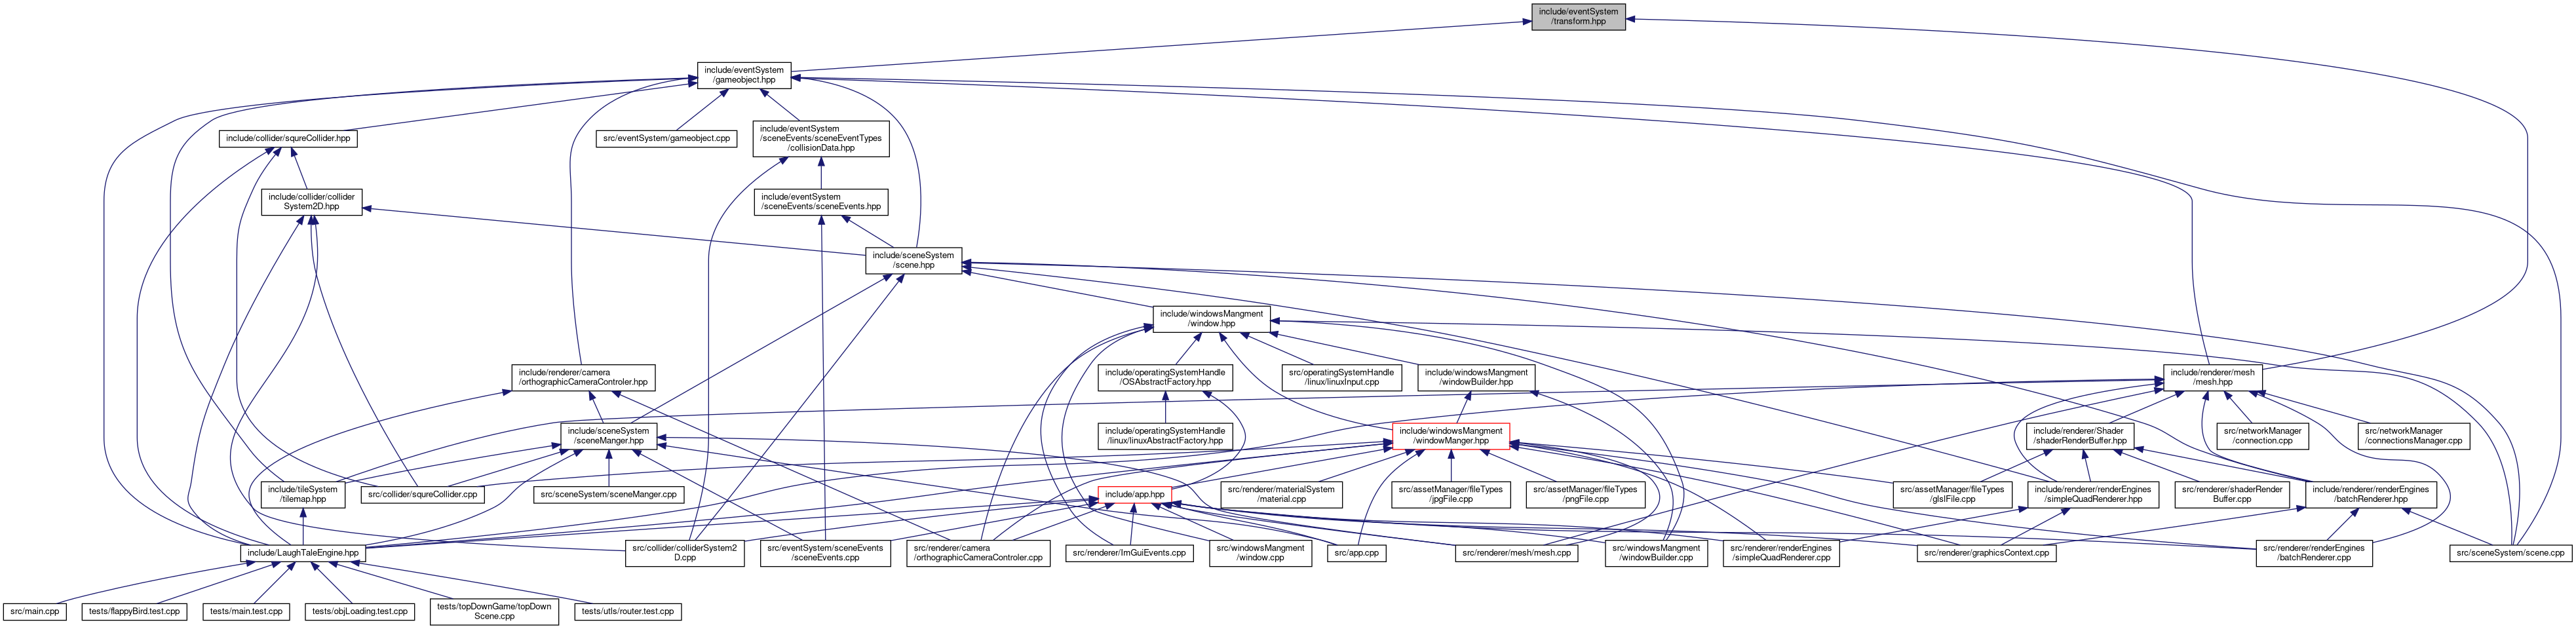 include/eventSystem
/transform.hpp
include/eventSystem
/gameobject.hpp
include/collider/squreCollider.hpp
src/eventSystem/gameobject.cpp
include/eventSystem
/sceneEvents/sceneEventTypes
/collisionData.hpp
include/collider/collider
System2D.hpp
include/eventSystem
/sceneEvents/sceneEvents.hpp
include/sceneSystem
/scene.hpp
include/windowsMangment
/window.hpp
include/renderer/camera
/orthographicCameraControler.hpp
include/operatingSystemHandle
/OSAbstractFactory.hpp
src/operatingSystemHandle
/linux/linuxInput.cpp
include/windowsMangment
/windowBuilder.hpp
include/renderer/mesh
/mesh.hpp
include/sceneSystem
/sceneManger.hpp
include/operatingSystemHandle
/linux/linuxAbstractFactory.hpp
include/windowsMangment
/windowManger.hpp
include/renderer/Shader
/shaderRenderBuffer.hpp
src/networkManager
/connection.cpp
src/networkManager
/connectionsManager.cpp
include/tileSystem
/tilemap.hpp
src/collider/squreCollider.cpp
src/sceneSystem/sceneManger.cpp
include/app.hpp
src/renderer/materialSystem
/material.cpp
src/assetManager/fileTypes
/jpgFile.cpp
src/assetManager/fileTypes
/pngFile.cpp
src/assetManager/fileTypes
/glslFile.cpp
include/renderer/renderEngines
/simpleQuadRenderer.hpp
src/renderer/shaderRender
Buffer.cpp
include/renderer/renderEngines
/batchRenderer.hpp
include/LaughTaleEngine.hpp
src/collider/colliderSystem2
D.cpp
src/eventSystem/sceneEvents
/sceneEvents.cpp
src/renderer/camera
/orthographicCameraControler.cpp
src/renderer/ImGuiEvents.cpp
src/windowsMangment
/window.cpp
src/app.cpp
src/renderer/mesh/mesh.cpp
src/windowsMangment
/windowBuilder.cpp
src/renderer/renderEngines
/simpleQuadRenderer.cpp
src/renderer/graphicsContext.cpp
src/renderer/renderEngines
/batchRenderer.cpp
src/sceneSystem/scene.cpp
src/main.cpp
tests/flappyBird.test.cpp
tests/main.test.cpp
tests/objLoading.test.cpp
tests/topDownGame/topDown
Scene.cpp
tests/utls/router.test.cpp